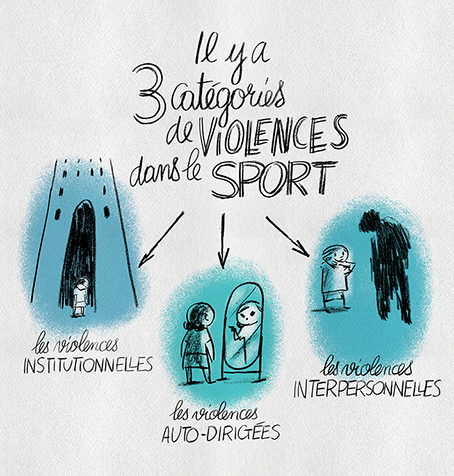 Il y a
3 catégories
de VIOLENCES
dans le SPORT
les violences
INSTITUTIONNELLES
les violences
AUTO-DIRIGÉES
les violences
INTERPERSONNELLES